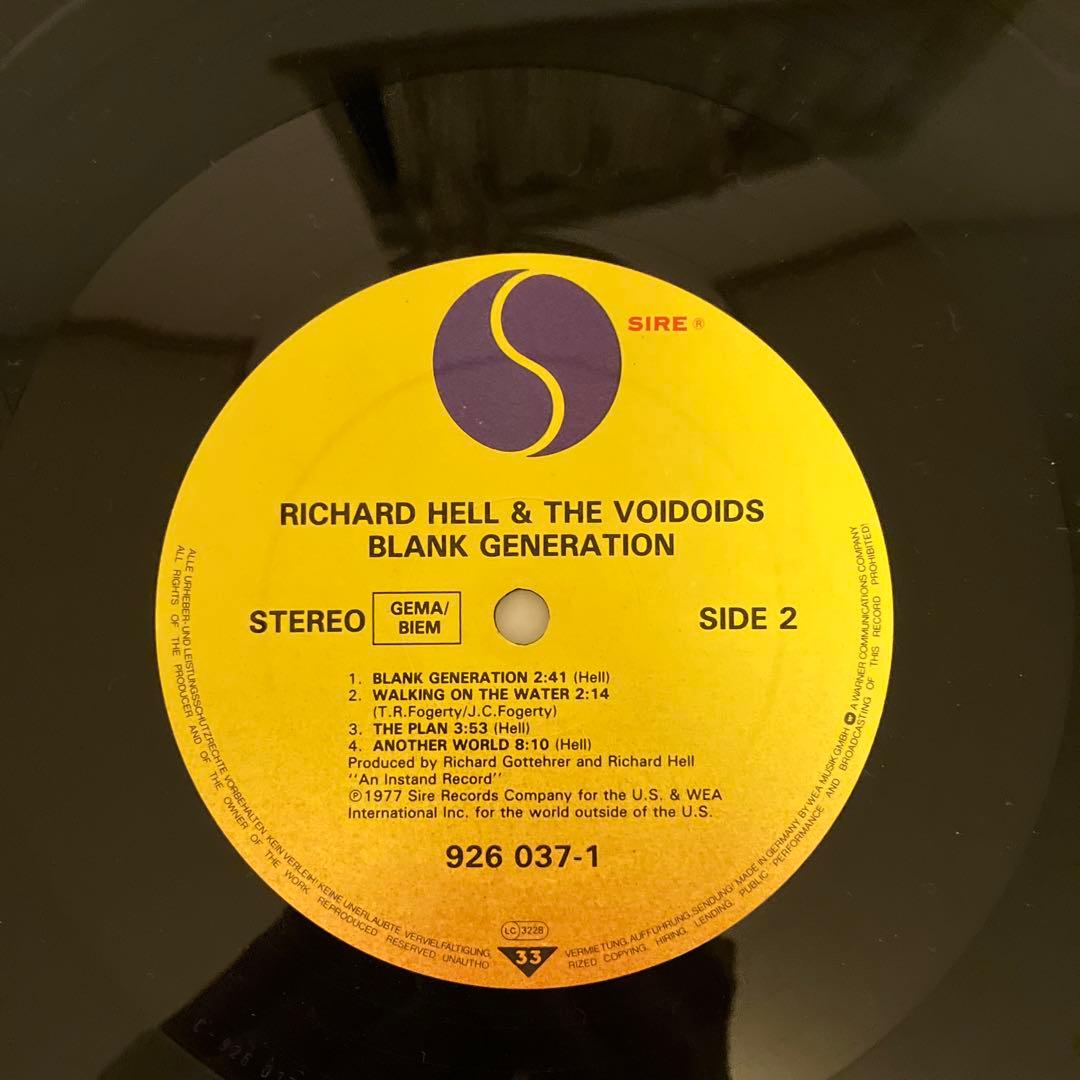 SIRE ®
RICHARD HELL & THE VOIDOIDS
BLANK GENERATION
STEREO GEMA/ BIEM SIDE 2
1. BLANK GENERATION 2:41 (Hell)
2. WALKING ON THE WATER 2:14
(T.R.Fogerty/J.C.Fogerty)
3. THE PLAN 3:53 (Hell)
4. ANOTHER WORLD 8:10 (Hell)
Produced by Richard Gottehrer and Richard Hell
"An Instand Record"
℗1977 Sire Records Company for the U.S. & WEA
International Inc. for the world outside of the U.S.
926 037-1
LC 3228
33
ALLE URHEBER- UND LEISTUNGSSCHUTZRECHTE VORBEHALTEN KEIN VERLEIH! KEINE UNERLAUBTE VERVIELFÄLTIGUNG, VERMIETUNG, AUFFÜHRUNG, SENDUNG! MADE IN GERMANY BY WEA MUSIK GMBH A WARNER COMMUNICATIONS COMPANY
ALL RIGHTS OF THE PRODUCER AND OF THE OWNER OF THE WORK REPRODUCED RESERVED. UNAUTHORIZED COPYING, HIRING, LENDING, PUBLIC PERFORMANCE AND BROADCASTING OF THIS RECORD PROHIBITED!